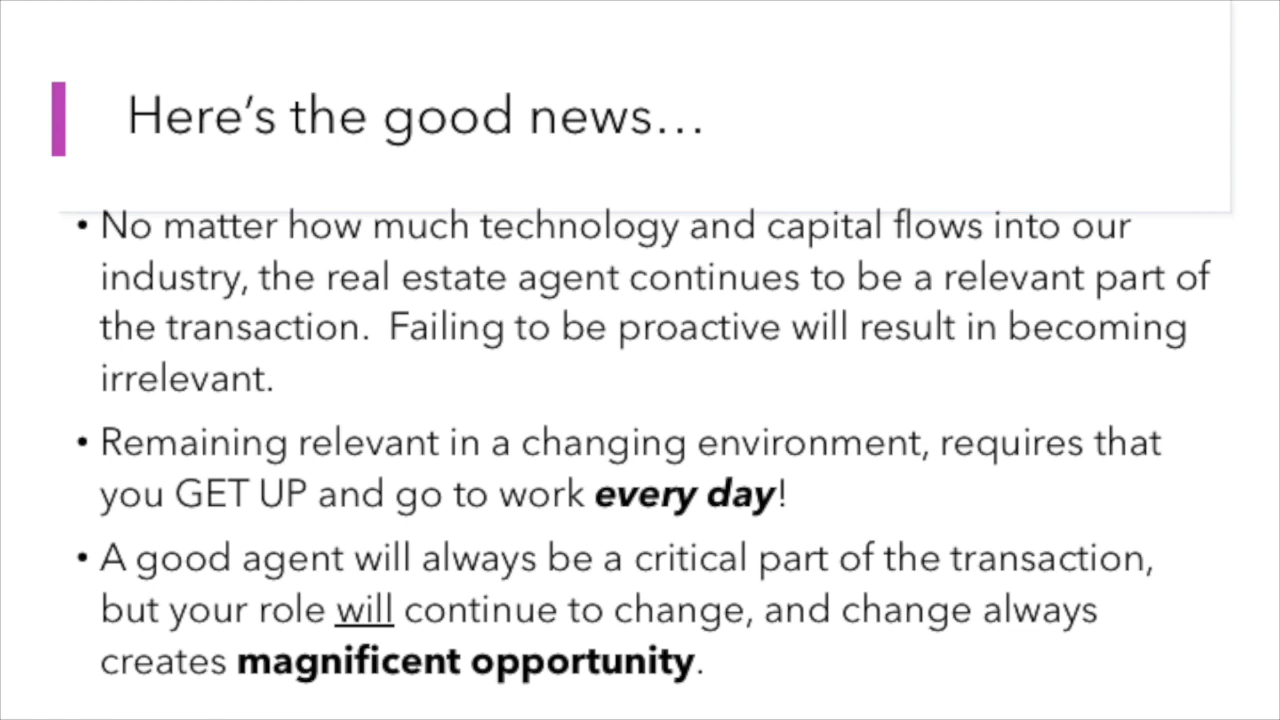 Here’s the good news…
• No matter how much technology and capital flows into our
industry, the real estate agent continues to be a relevant part of
the transaction.  Failing to be proactive will result in becoming
irrelevant.
• Remaining relevant in a changing environment, requires that
you GET UP and go to work every day!
• A good agent will always be a critical part of the transaction,
but your role will continue to change, and change always
creates magnificent opportunity.